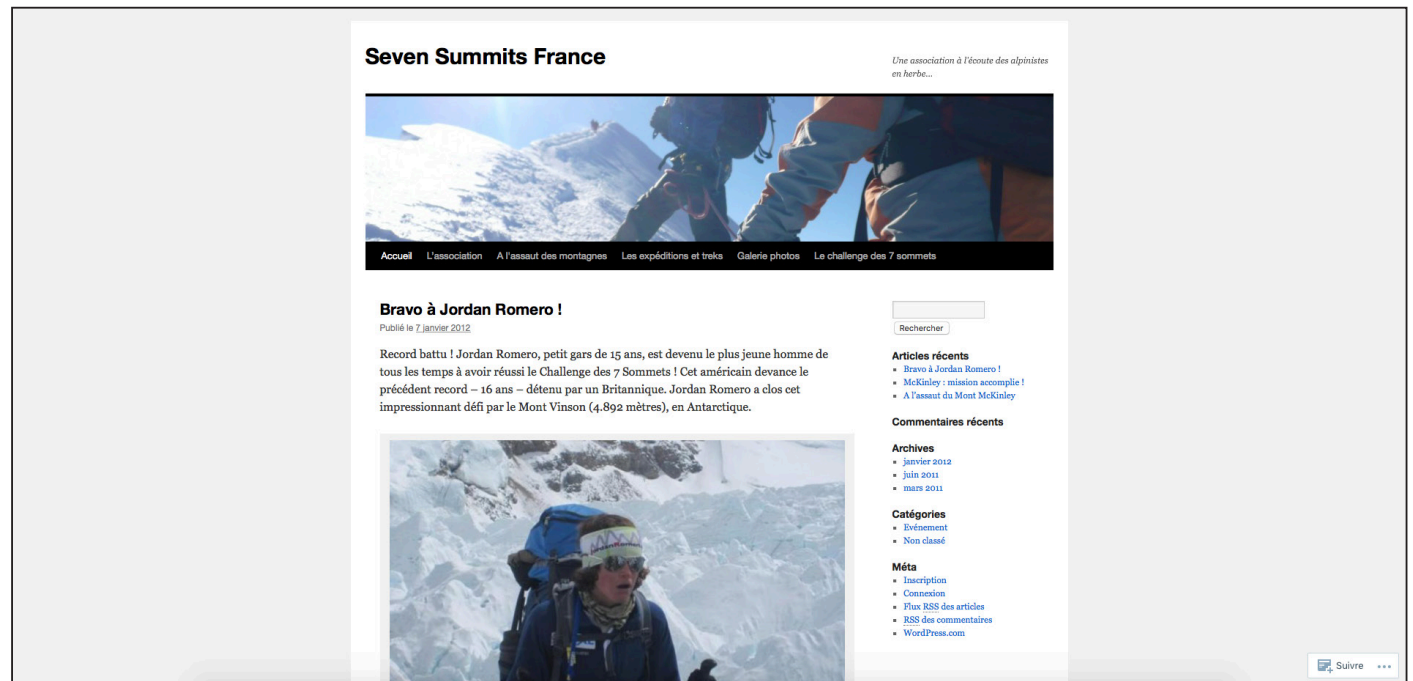 Seven Summits France
Une association à l'écoute des alpinistes
en herbe...
Accueil L'association A l'assaut des montagnes Les expéditions et treks Galerie photos Le challenge des 7 sommets
Bravo à Jordan Romero !
Publié le 7 janvier 2012
Record battu ! Jordan Romero, petit gars de 15 ans, est devenu le plus jeune homme de
tous les temps à avoir réussi le Challenge des 7 Sommets ! Cet américain devance le
précédent record – 16 ans – détenu par un Britannique. Jordan Romero a clos cet
impressionnant défi par le Mont Vinson (4.892 mètres), en Antarctique.
Rechercher
Articles récents
Bravo à Jordan Romero !
McKinley : mission accomplie !
A l'assaut du Mont McKinley
Commentaires récents
Archives
janvier 2012
juin 2011
mars 2011
Catégories
Evénement
Non classé
Méta
Inscription
Connexion
Flux RSS des articles
RSS des commentaires
WordPress.com
Suivre